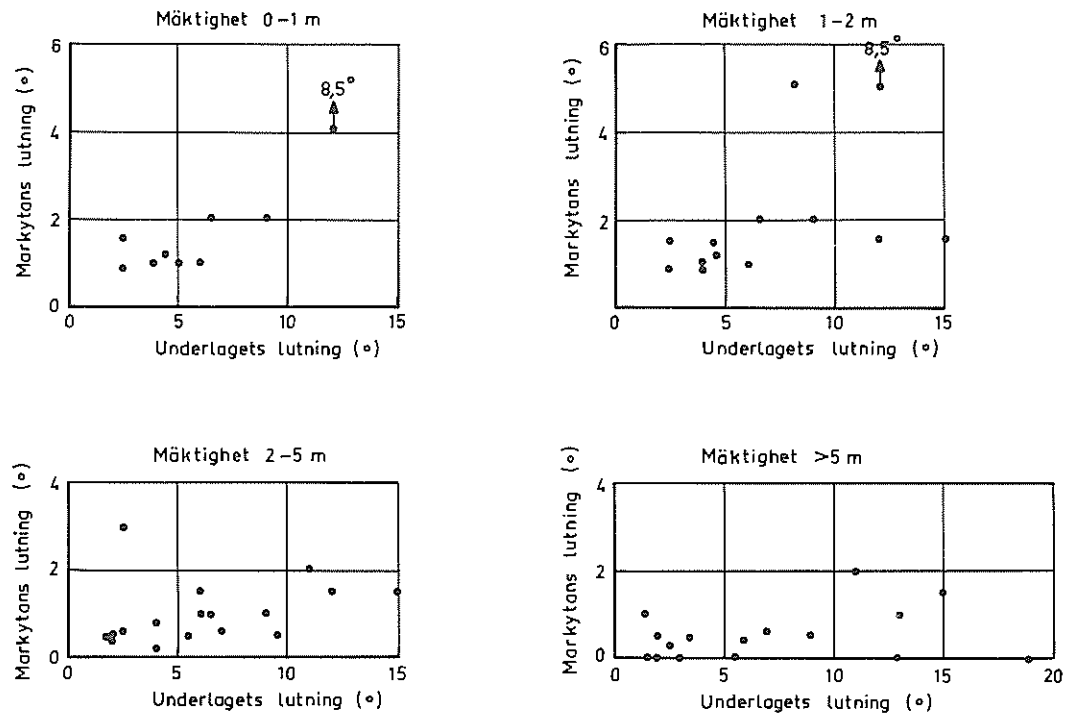 Mäktighet 0-1 m
Markytans lutning (°)
6
4
2
0
8,5°
0 5 10 15
Underlagets lutning (°)
Mäktighet 1-2 m
Markytans lutning (°)
6
4
2
8,5°
0 5 10 15
Underlagets lutning (°)
Mäktighet 2-5 m
Markytans lutning (°)
4
2
0
0 5 10 15
Underlagets lutning (°)
Mäktighet >5 m
Markytans lutning (°)
4
2
0
0 5 10 15 20
Underlagets lutning (°)